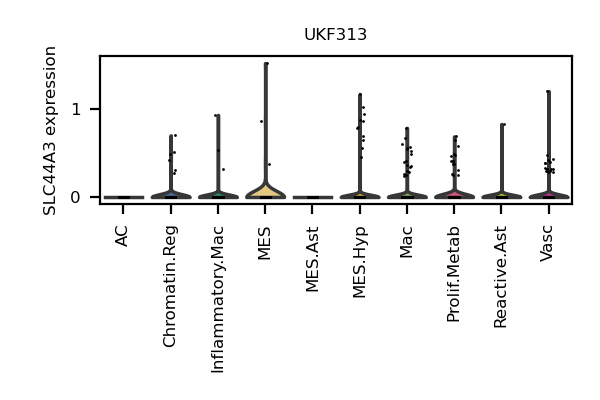 UKF313
SLC44A3 expression
1
0
AC
Chromatin.Reg
Inflammatory.Mac
MES
MES.Ast
MES.Hyp
Mac
Prolif.Metab
Reactive.Ast
Vasc